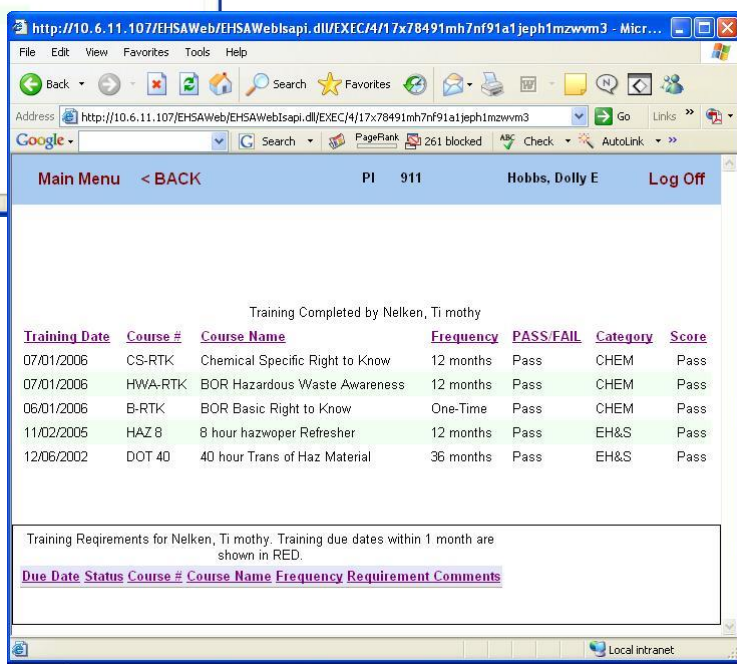 http://10.6.11.107/EHSAWeb/EHSAWebIsapi.dll/EXEC/4/17x78491mh7nf91a1jeph1mzwvm3 - Micr...
File Edit View Favorites Tools Help
Back Search Favorites
Address http://10.6.11.107/EHSAWeb/EHSAWebIsapi.dll/EXEC/4/17x78491mh7nf91a1jeph1mzwvm3 Go Links »
Google Search PageRank 261 blocked ABC Check AutoLink »
Main Menu < BACK PI 911 Hobbs, Dolly E Log Off
Training Completed by Nelken, Ti mothy
Training Date Course # Course Name Frequency PASS/FAIL Category Score
07/01/2006 CS-RTK Chemical Specific Right to Know 12 months Pass CHEM Pass
07/01/2006 HWA-RTK BOR Hazardous Waste Awareness 12 months Pass CHEM Pass
06/01/2006 B-RTK BOR Basic Right to Know One-Time Pass CHEM Pass
11/02/2005 HAZ 8 8 hour hazwoper Refresher 12 months Pass EH&S Pass
12/06/2002 DOT 40 40 hour Trans of Haz Material 36 months Pass EH&S Pass
Training Reqirements for Nelken, Ti mothy. Training due dates within 1 month are
shown in RED.
Due Date Status Course # Course Name Frequency Requirement Comments
Local intranet